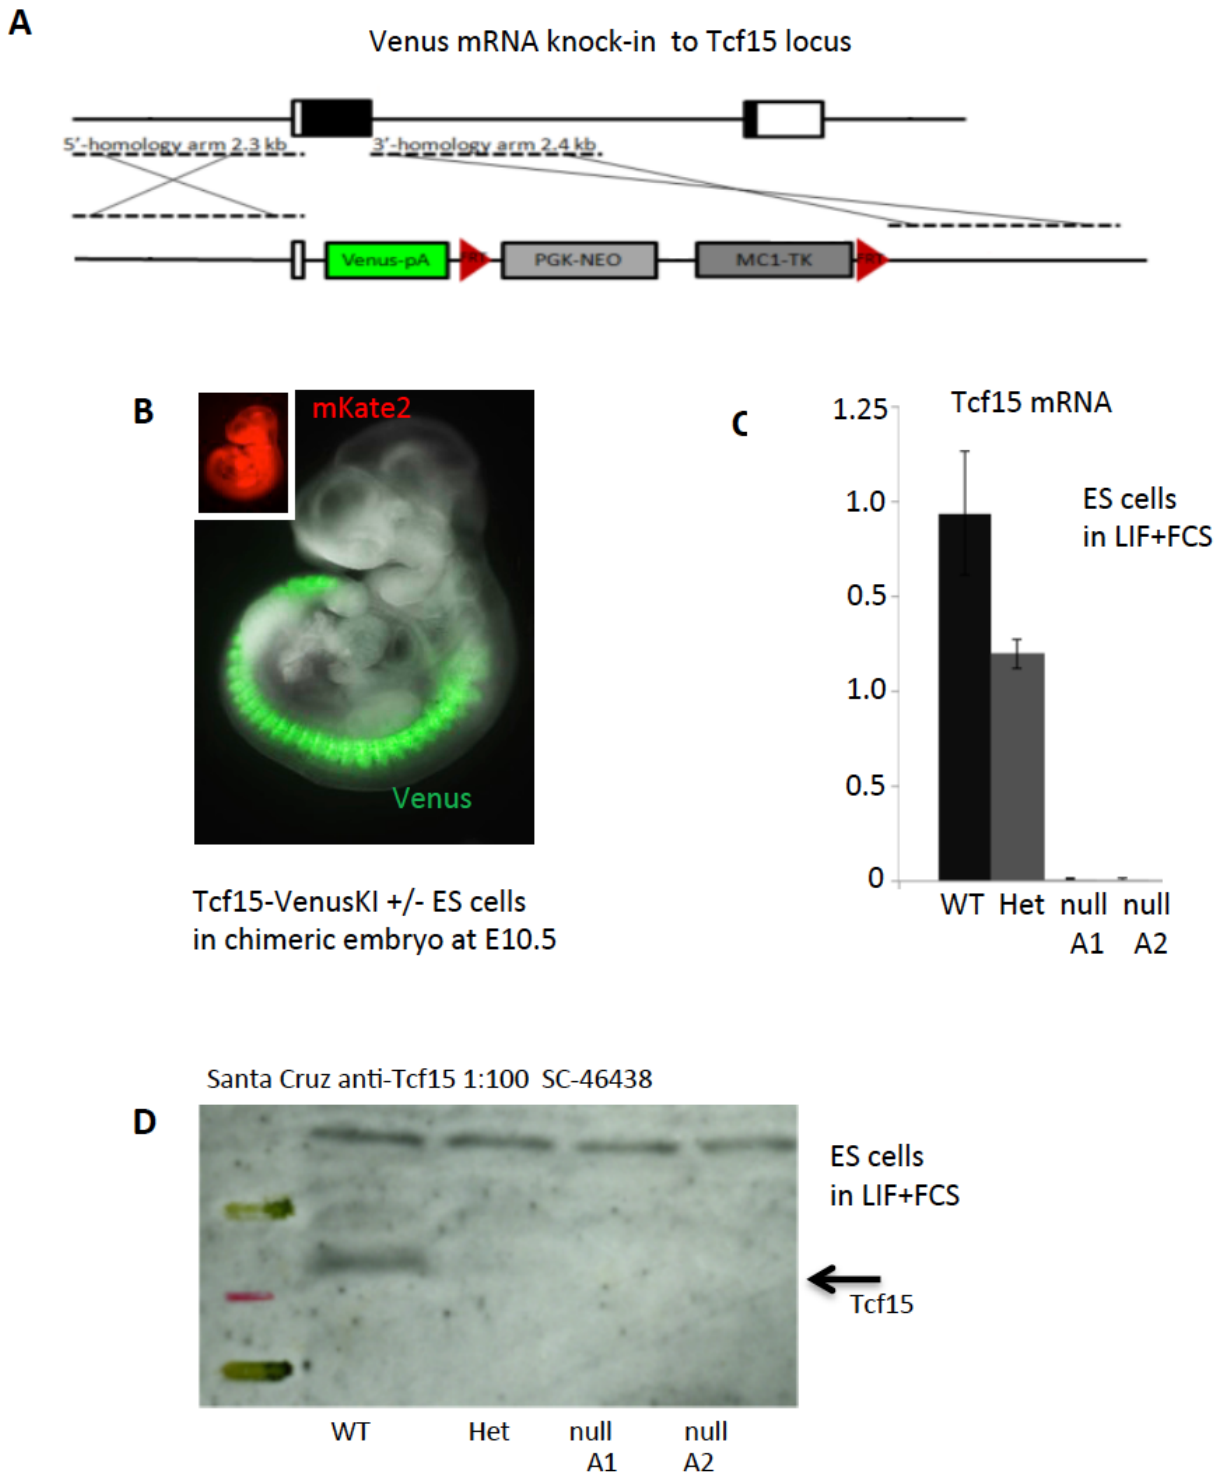 A
Venus mRNA knock-in to Tcf15 locus
5'-homology arm 2.3 kb
3'-homology arm 2.4 kb
Venus-pA FRT PGK-NEO MC1-TK FRT
B
mKate2
Venus
Tcf15-VenusKI +/- ES cells
in chimeric embryo at E10.5
C
Tcf15 mRNA
ES cells
in LIF+FCS
1.25
1.0
0.5
1.0
0.5
0
WT Het null null
A1 A2
Santa Cruz anti-Tcf15 1:100 SC-46438
D
ES cells
in LIF+FCS
Tcf15
WT Het null null
A1 A2